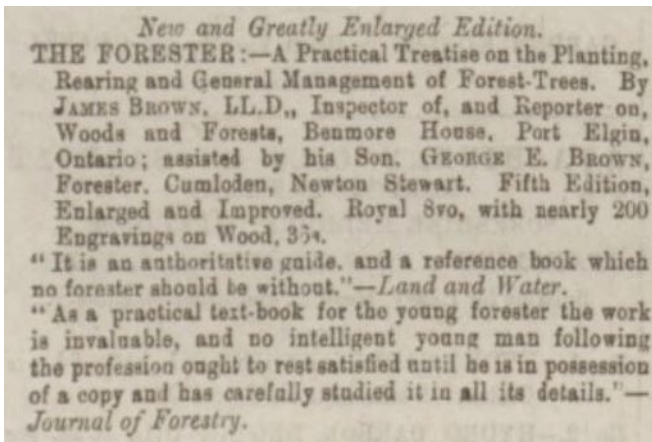 New and Greatly Enlarged Edition.
THE FORESTER:—A Practical Treatise on the Planting,
Rearing and General Management of Forest-Trees. By
JAMES BROWN, LL.D., Inspector of, and Reporter on,
Woods and Forests, Benmore House, Port Elgin,
Ontario; assisted by his Son, GEORGE E. BROWN,
Forester, Cumloden, Newton Stewart. Fifth Edition,
Enlarged and Improved. Royal 8vo, with nearly 200
Engravings on Wood, 36s.
"It is an authoritative guide, and a reference book which
no forester should be without."—Land and Water.
"As a practical text-book for the young forester the work
is invaluable, and no intelligent young man following
the profession ought to rest satisfied until he is in possession
of a copy and has carefully studied it in all its details."—
Journal of Forestry.